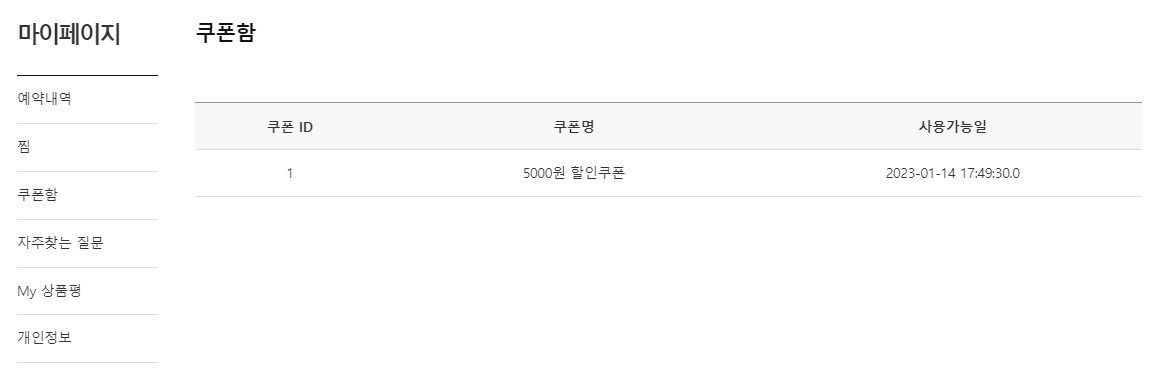 마이페이지
예약내역
찜
쿠폰함
자주찾는 질문
My 상품평
개인정보
쿠폰함
쿠폰 ID 쿠폰명 사용가능일
1 5000원 할인쿠폰 2023-01-14 17:49:30.0